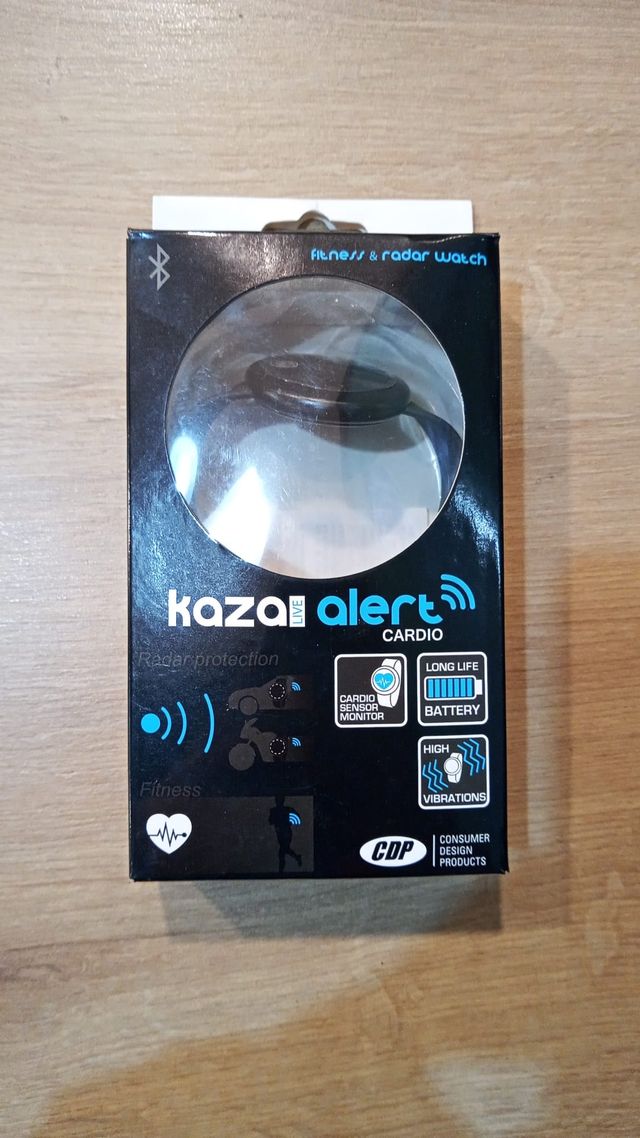 fitness & radar watch
kaza LIVE alert
CARDIO
Radar protection
CARDIO
SENSOR
MONITOR
LONG LIFE
BATTERY
HIGH
VIBRATIONS
Fitness
CDP
CONSUMER
DESIGN
PRODUCTS